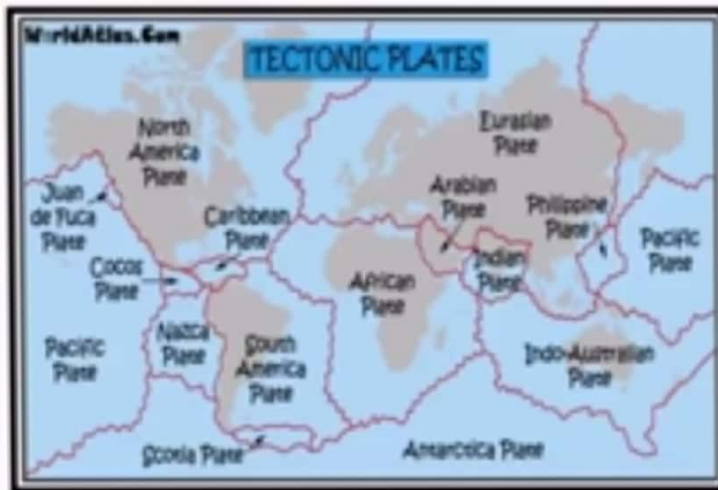 WorldAtlas.Com
TECTONIC PLATES
North
America
Plate
Eurasian
Plate
Juan
de Fuca
Plate
Caribbean
Plate
Arabian
Plate
Philippine
Plate
Pacific
Plate
Cocos
Plate
African
Plate
Indian
Plate
Pacific
Plate
Nazca
Plate
South
America
Plate
Indo-Australian
Plate
Scotia Plate
Antarctica Plate